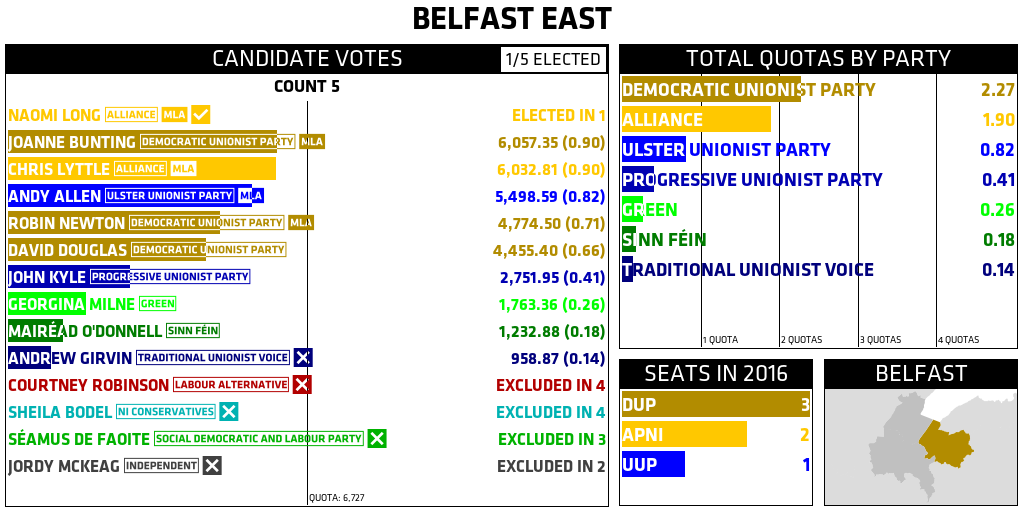 BELFAST EAST
CANDIDATE VOTES
1/5 ELECTED
COUNT 5
NAOMI LONG ALLIANCE MLA ELECTED IN 1
JOANNE BUNTING DEMOCRATIC UNIONIST PARTY MLA 6,057.35 (0.90)
CHRIS LYTTLE ALLIANCE MLA 6,032.81 (0.90)
ANDY ALLEN ULSTER UNIONIST PARTY MLA 5,498.59 (0.82)
ROBIN NEWTON DEMOCRATIC UNIONIST PARTY MLA 4,774.50 (0.71)
DAVID DOUGLAS DEMOCRATIC UNIONIST PARTY 4,455.40 (0.66)
JOHN KYLE PROGRESSIVE UNIONIST PARTY 2,751.95 (0.41)
GEORGINA MILNE GREEN 1,763.36 (0.26)
MAIRÉAD O'DONNELL SINN FÉIN 1,232.88 (0.18)
ANDREW GIRVIN TRADITIONAL UNIONIST VOICE 958.87 (0.14)
COURTNEY ROBINSON LABOUR ALTERNATIVE EXCLUDED IN 4
SHEILA BODEL NI CONSERVATIVES EXCLUDED IN 4
SÉAMUS DE FAOITE SOCIAL DEMOCRATIC AND LABOUR PARTY EXCLUDED IN 3
JORDY MCKEAG INDEPENDENT EXCLUDED IN 2
QUOTA: 6,727
TOTAL QUOTAS BY PARTY
DEMOCRATIC UNIONIST PARTY 2.27
ALLIANCE 1.90
ULSTER UNIONIST PARTY 0.82
PROGRESSIVE UNIONIST PARTY 0.41
GREEN 0.26
SINN FÉIN 0.18
TRADITIONAL UNIONIST VOICE 0.14
1 QUOTA 2 QUOTAS 3 QUOTAS 4 QUOTAS
SEATS IN 2016
DUP 3
APNI 2
UUP 1
BELFAST